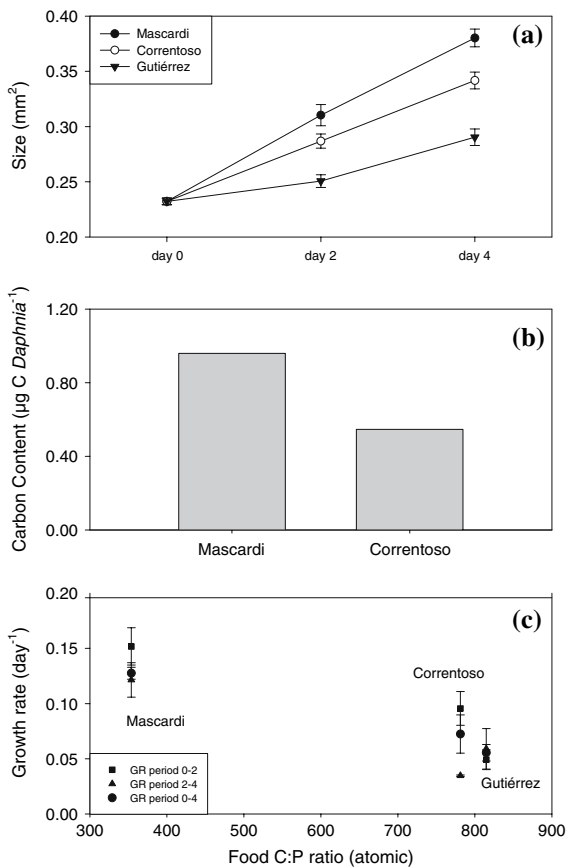 0.40
0.35
0.30
0.25
0.20
Size (mm²)
Mascardi
Correntoso
Gutiérrez
(a)
day 0 day 2 day 4
1.20
0.80
0.40
0.00
Carbon Content (µg C Daphnia⁻¹)
(b)
Mascardi Correntoso
0.20
0.15
0.10
0.05
0.00
Growth rate (day⁻¹)
(c)
Correntoso
Mascardi
Gutiérrez
GR period 0-2
GR period 2-4
GR period 0-4
300 400 500 600 700 800 900
Food C:P ratio (atomic)